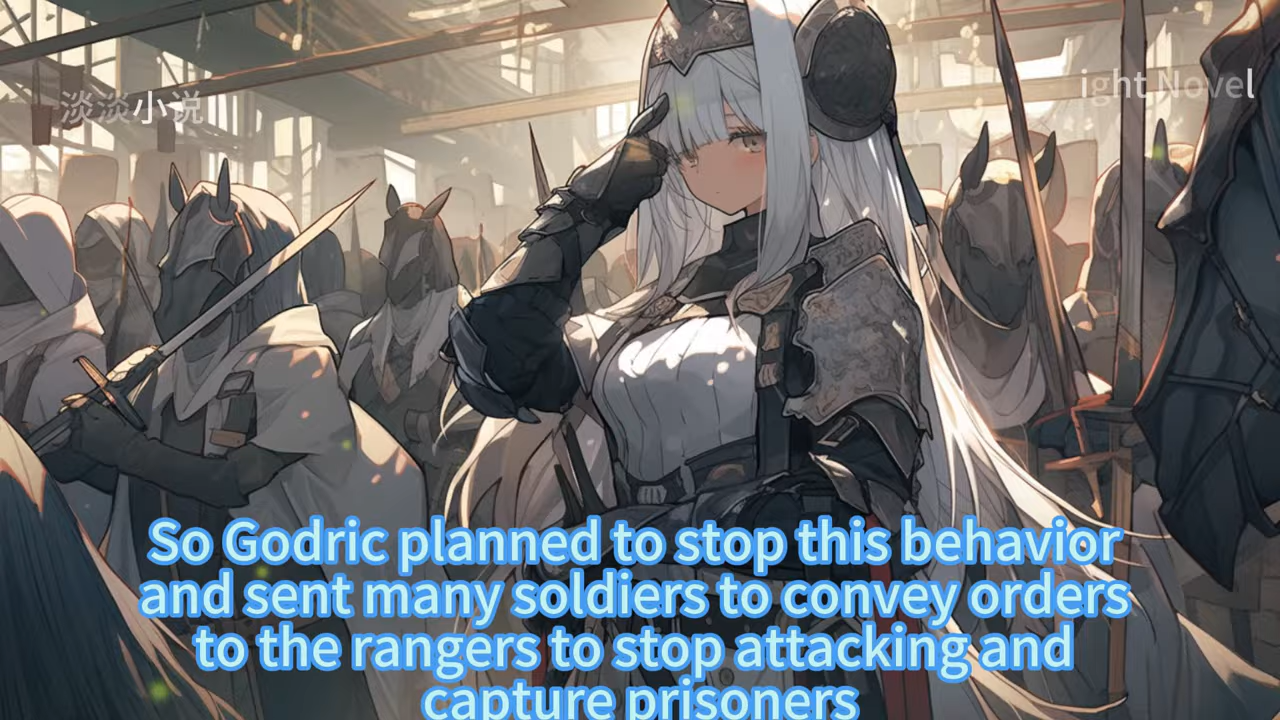 淡淡小说
ight Novel
So Godric planned to stop this behavior
and sent many soldiers to convey orders
to the rangers to stop attacking and
capture prisoners